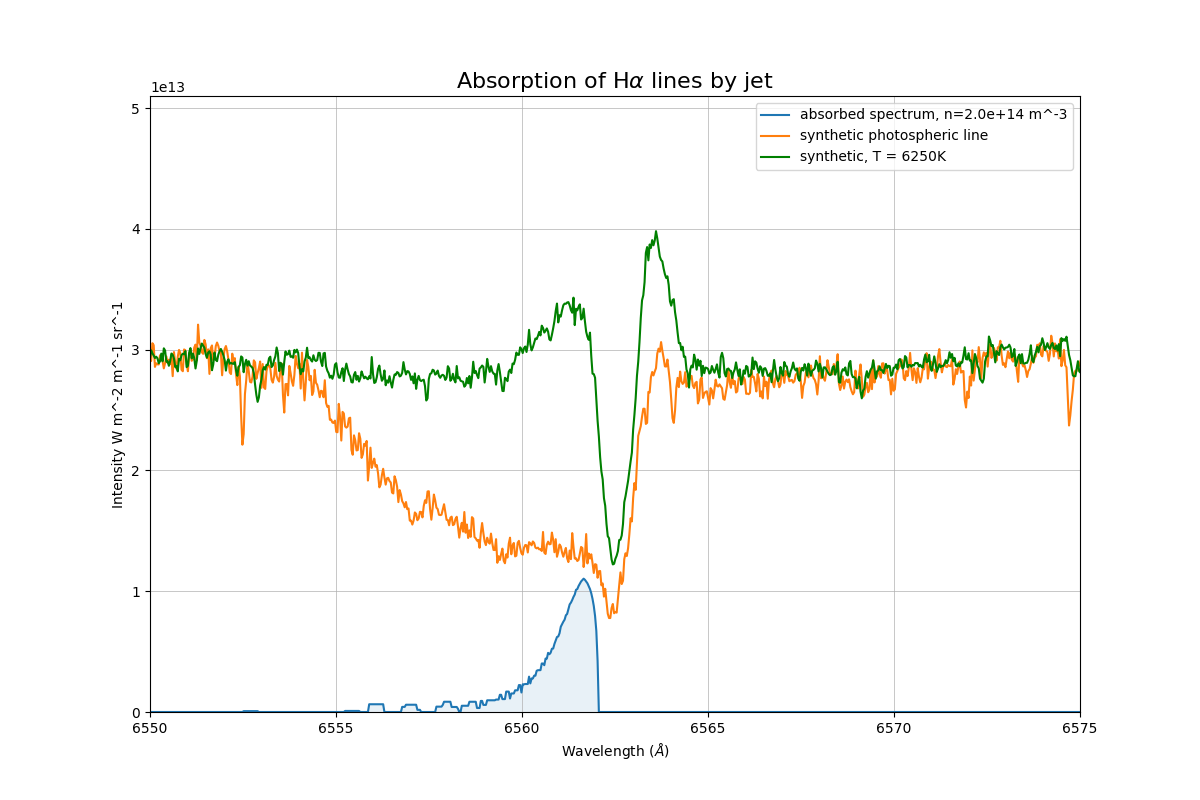 Absorption of Hα lines by jet
1e13
absorbed spectrum, n=2.0e+14 m^-3
synthetic photospheric line
synthetic, T = 6250K
5
4
3
2
1
0
Intensity W m^-2 m^-1 sr^-1
6550 6555 6560 6565 6570 6575
Wavelength (Å)